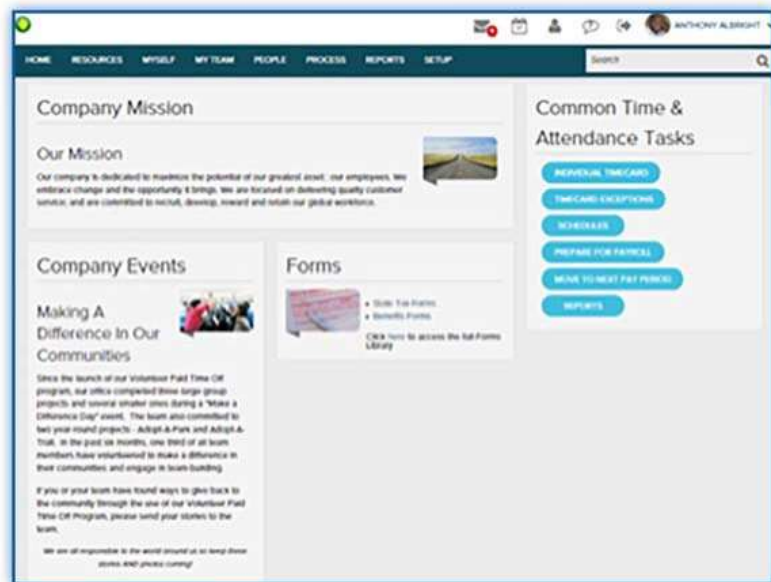 ANTHONY ALBRIGHT
HOME RESOURCES MYSELF MY TEAM PEOPLE PROCESS REPORTS SETUP
Search
Company Mission
Our Mission
Our company is dedicated to maximize the potential of our greatest asset: our employees. We
embrace change and the opportunity it brings. We are focused on delivering quality customer
service, and are committed to recruit, develop, reward and retain our global workforce.
Company Events
Making A
Difference In Our
Communities
Since the launch of our Volunteer Paid Time Off
program, our office completed three large group
projects and several smaller ones during a "Make a
Difference Day" event. The team also committed to
two year-round projects - Adopt-A-Park and Adopt-A-
Trail. In the past six months, one third of all team
members have volunteered to make a difference in
their communities and engage in team-building.
If you or your team have found ways to give back to
the community through the use of our Volunteer Paid
Time Off Program, please send your stories to the
team.
We are all responsible to the world around us so keep those
stories AND photos coming!
Forms
State Tax Forms
Benefits Forms
Click here to access the full Forms
Library
Common Time &
Attendance Tasks
INDIVIDUAL TIMECARD
TIMECARD EXCEPTIONS
SCHEDULES
PREPARE FOR PAYROLL
MOVE TO NEXT PAY PERIOD
REPORTS